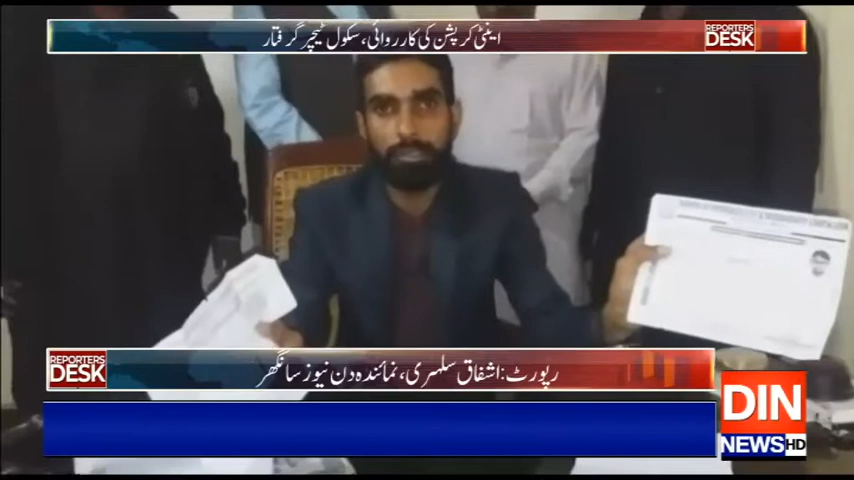 اینٹی کرپشن کی کارروائی، سکول ٹیچر گرفتار
REPORTERS
DESK
REPORTERS
DESK
رپورٹ: اشفاق سلہری، نمائندہ دن نیوز سانگھڑ
DIN
NEWS HD